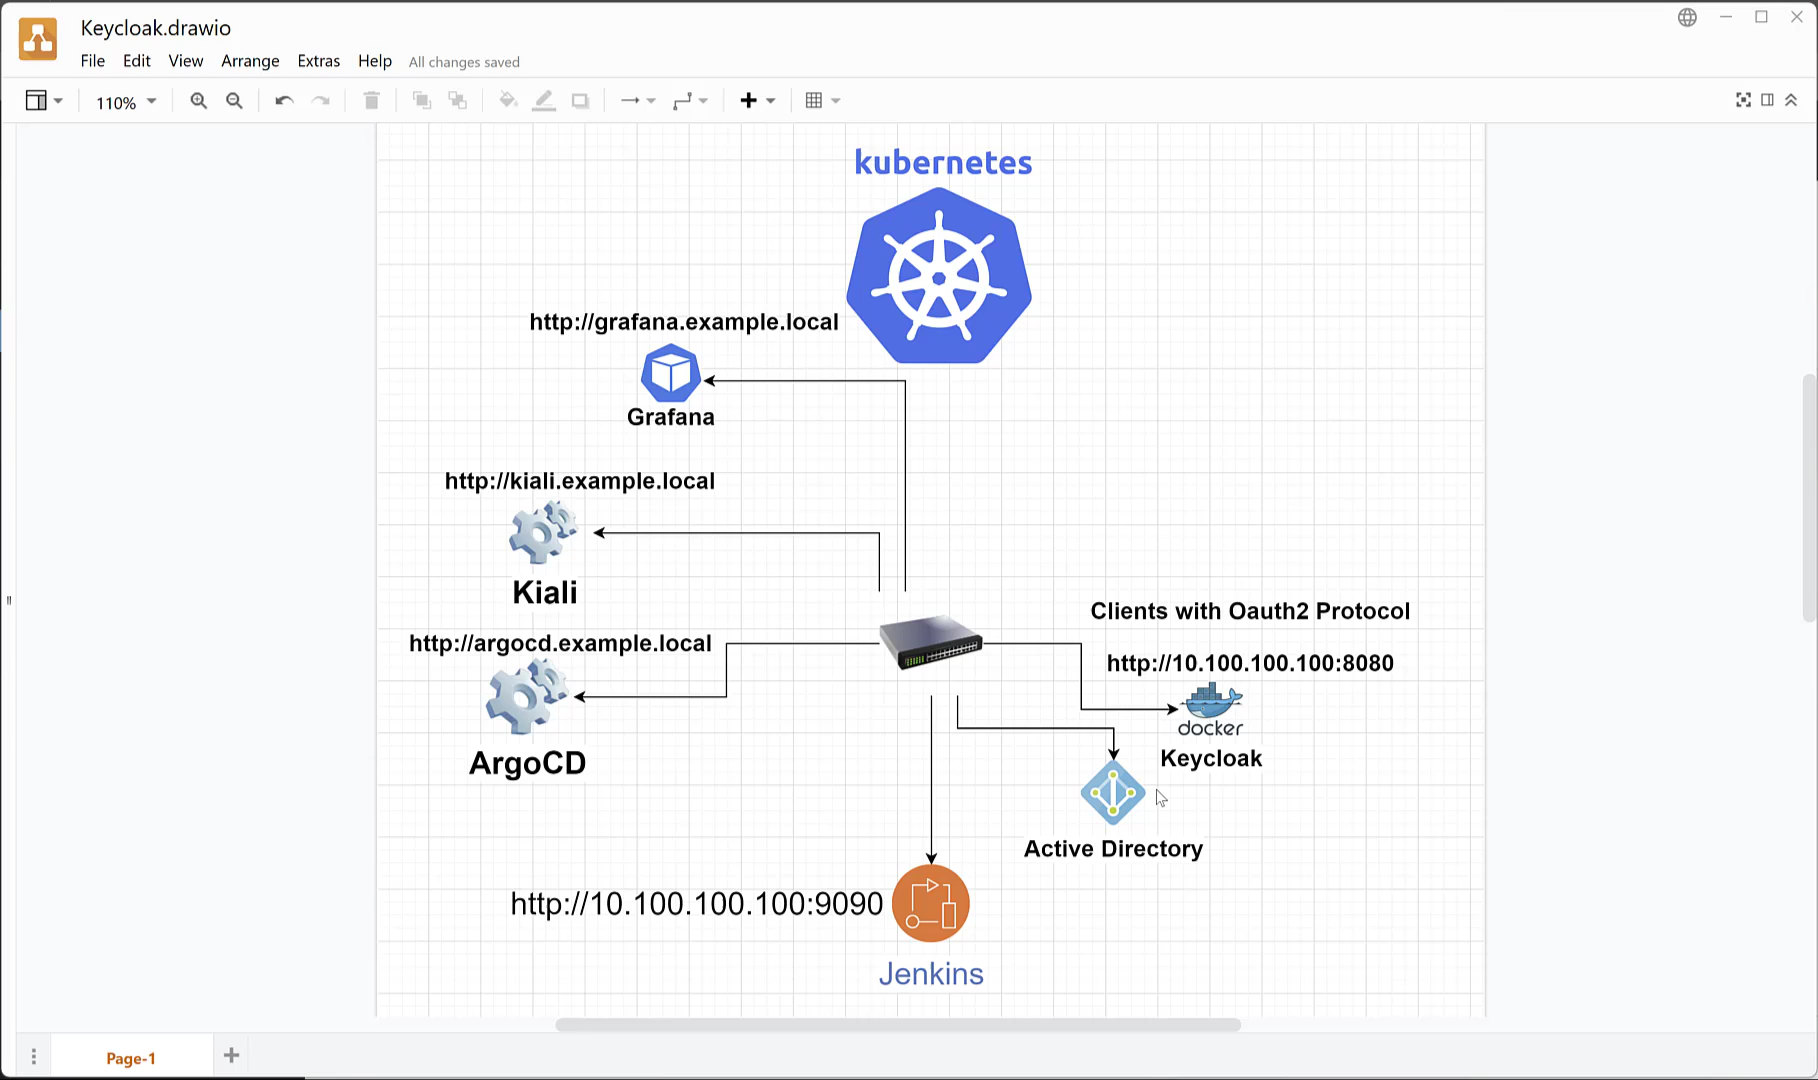 Keycloak.drawio
File Edit View Arrange Extras Help All changes saved
110%
kubernetes
http://grafana.example.local
Grafana
http://kiali.example.local
Kiali
Clients with Oauth2 Protocol
http://argocd.example.local
http://10.100.100.100:8080
docker
Keycloak
ArgoCD
Active Directory
http://10.100.100.100:9090
Jenkins
Page-1